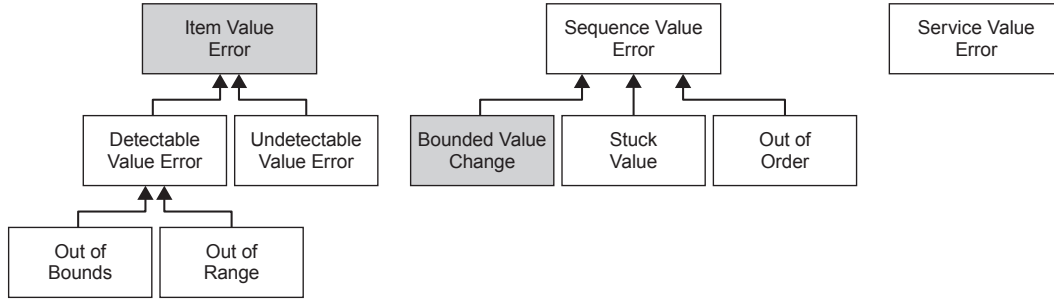 Item Value
Error
Sequence Value
Error
Service Value
Error
Detectable
Value Error
Undetectable
Value Error
Bounded Value
Change
Stuck
Value
Out of
Order
Out of
Bounds
Out of
Range